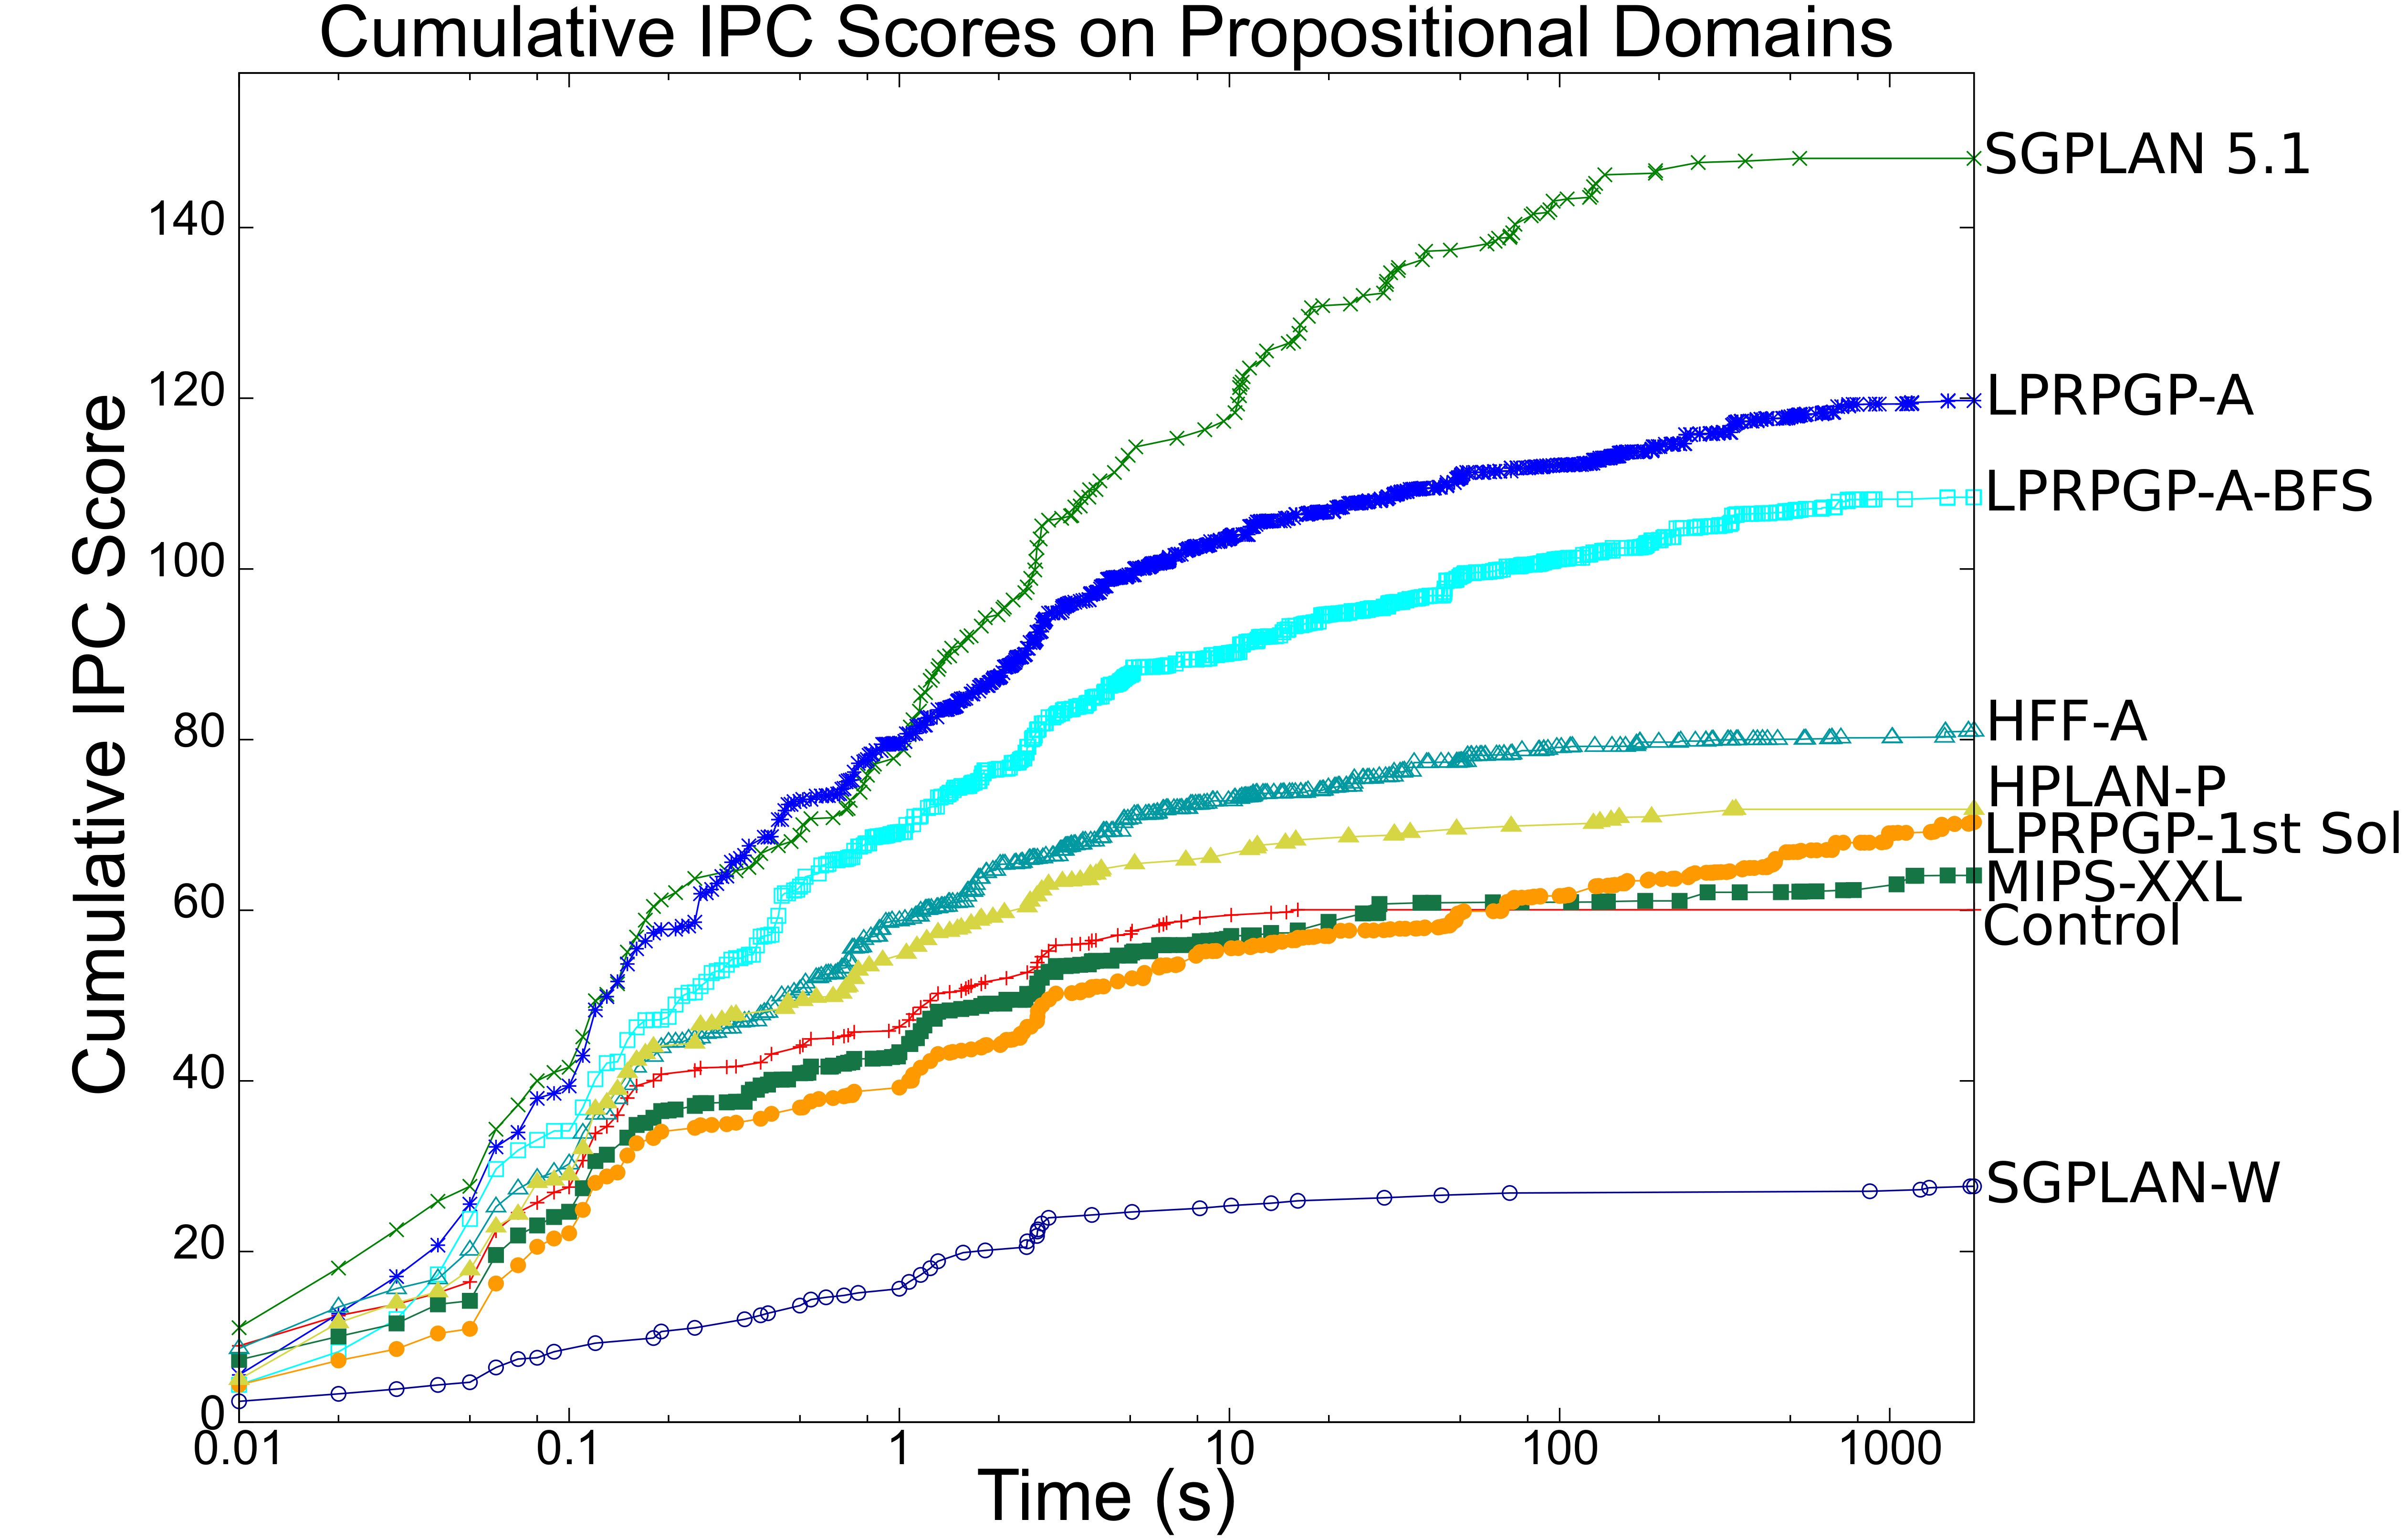 Cumulative IPC Scores on Propositional Domains
Cumulative IPC Score
140
120
100
80
60
40
20
0
0.01
0.1
1
10
100
1000
Time (s)
SGPLAN 5.1
LPRPGP-A
LPRPGP-A-BFS
HFF-A
HPLAN-P
LPRPGP-1st Sol
MIPS-XXL
Control
SGPLAN-W